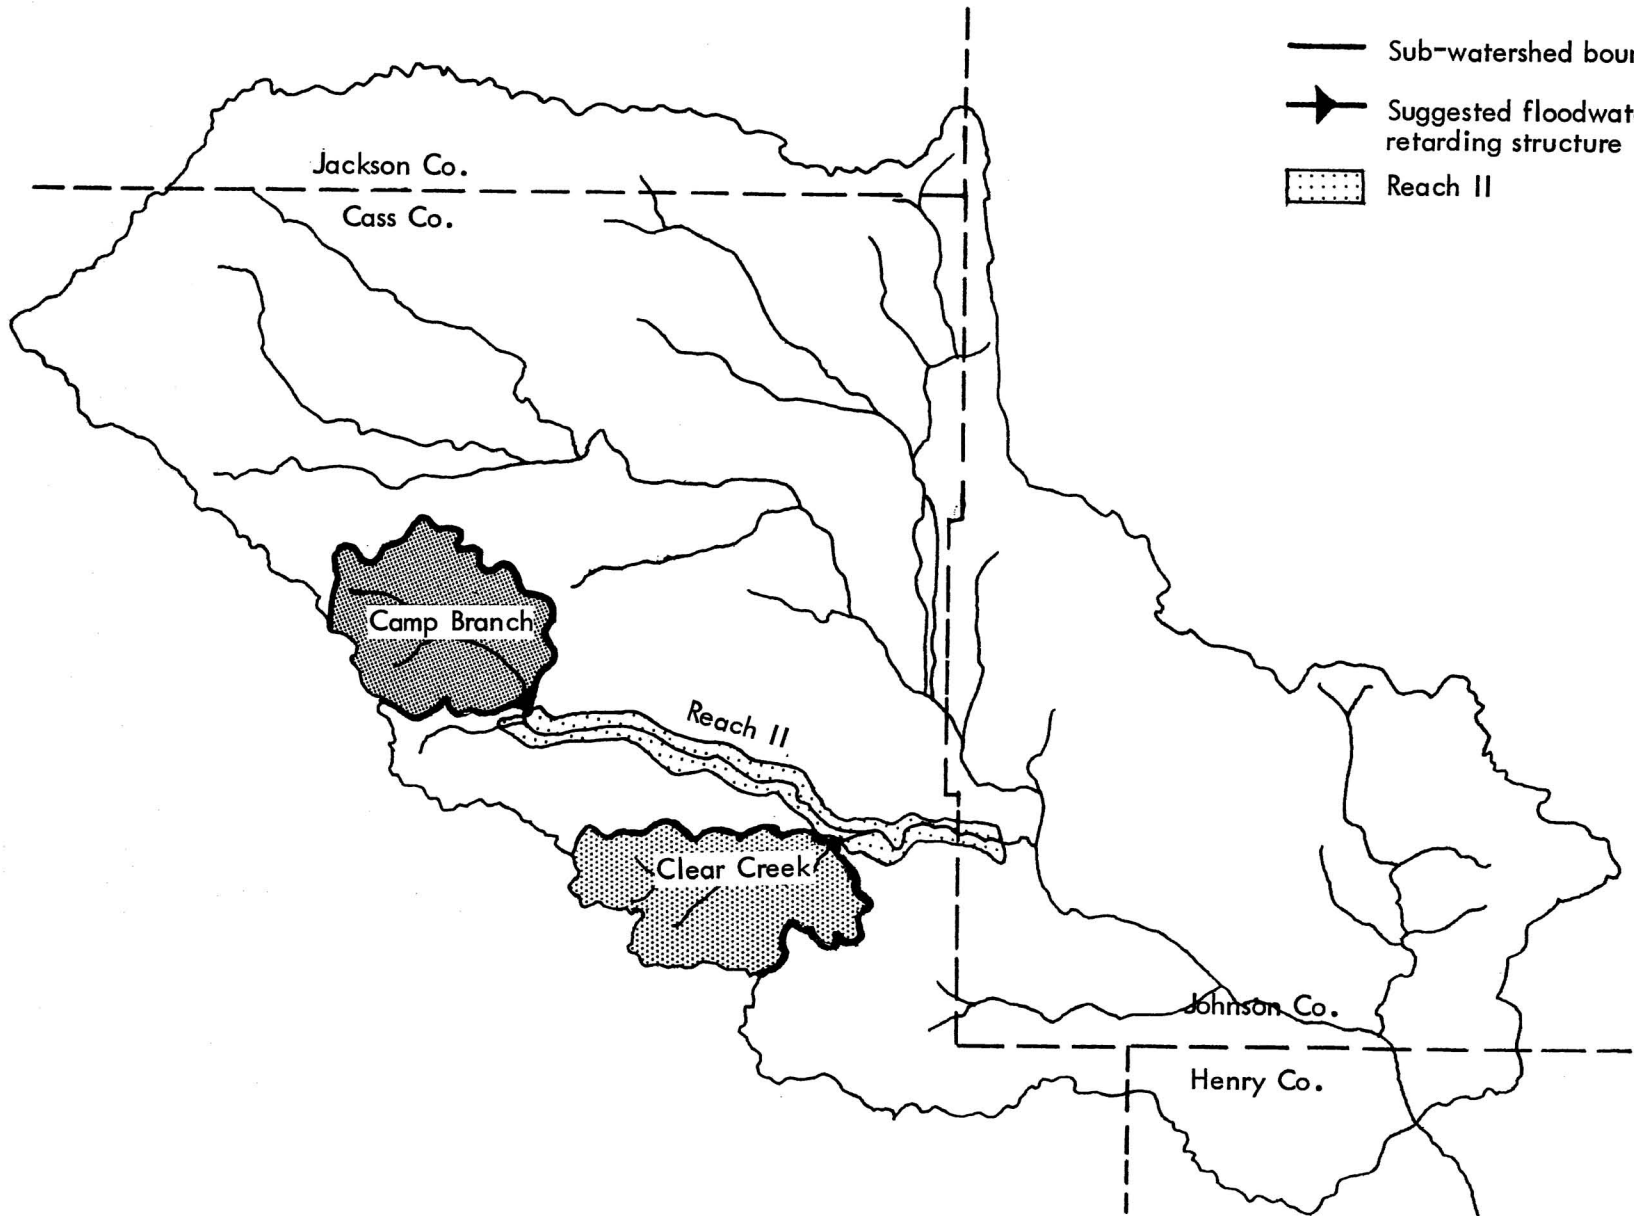 Sub-watershed bour
Suggested floodwat
retarding structure
Reach II
Jackson Co.
Cass Co.
Camp Branch
Reach II
Clear Creek
Johnson Co.
Henry Co.